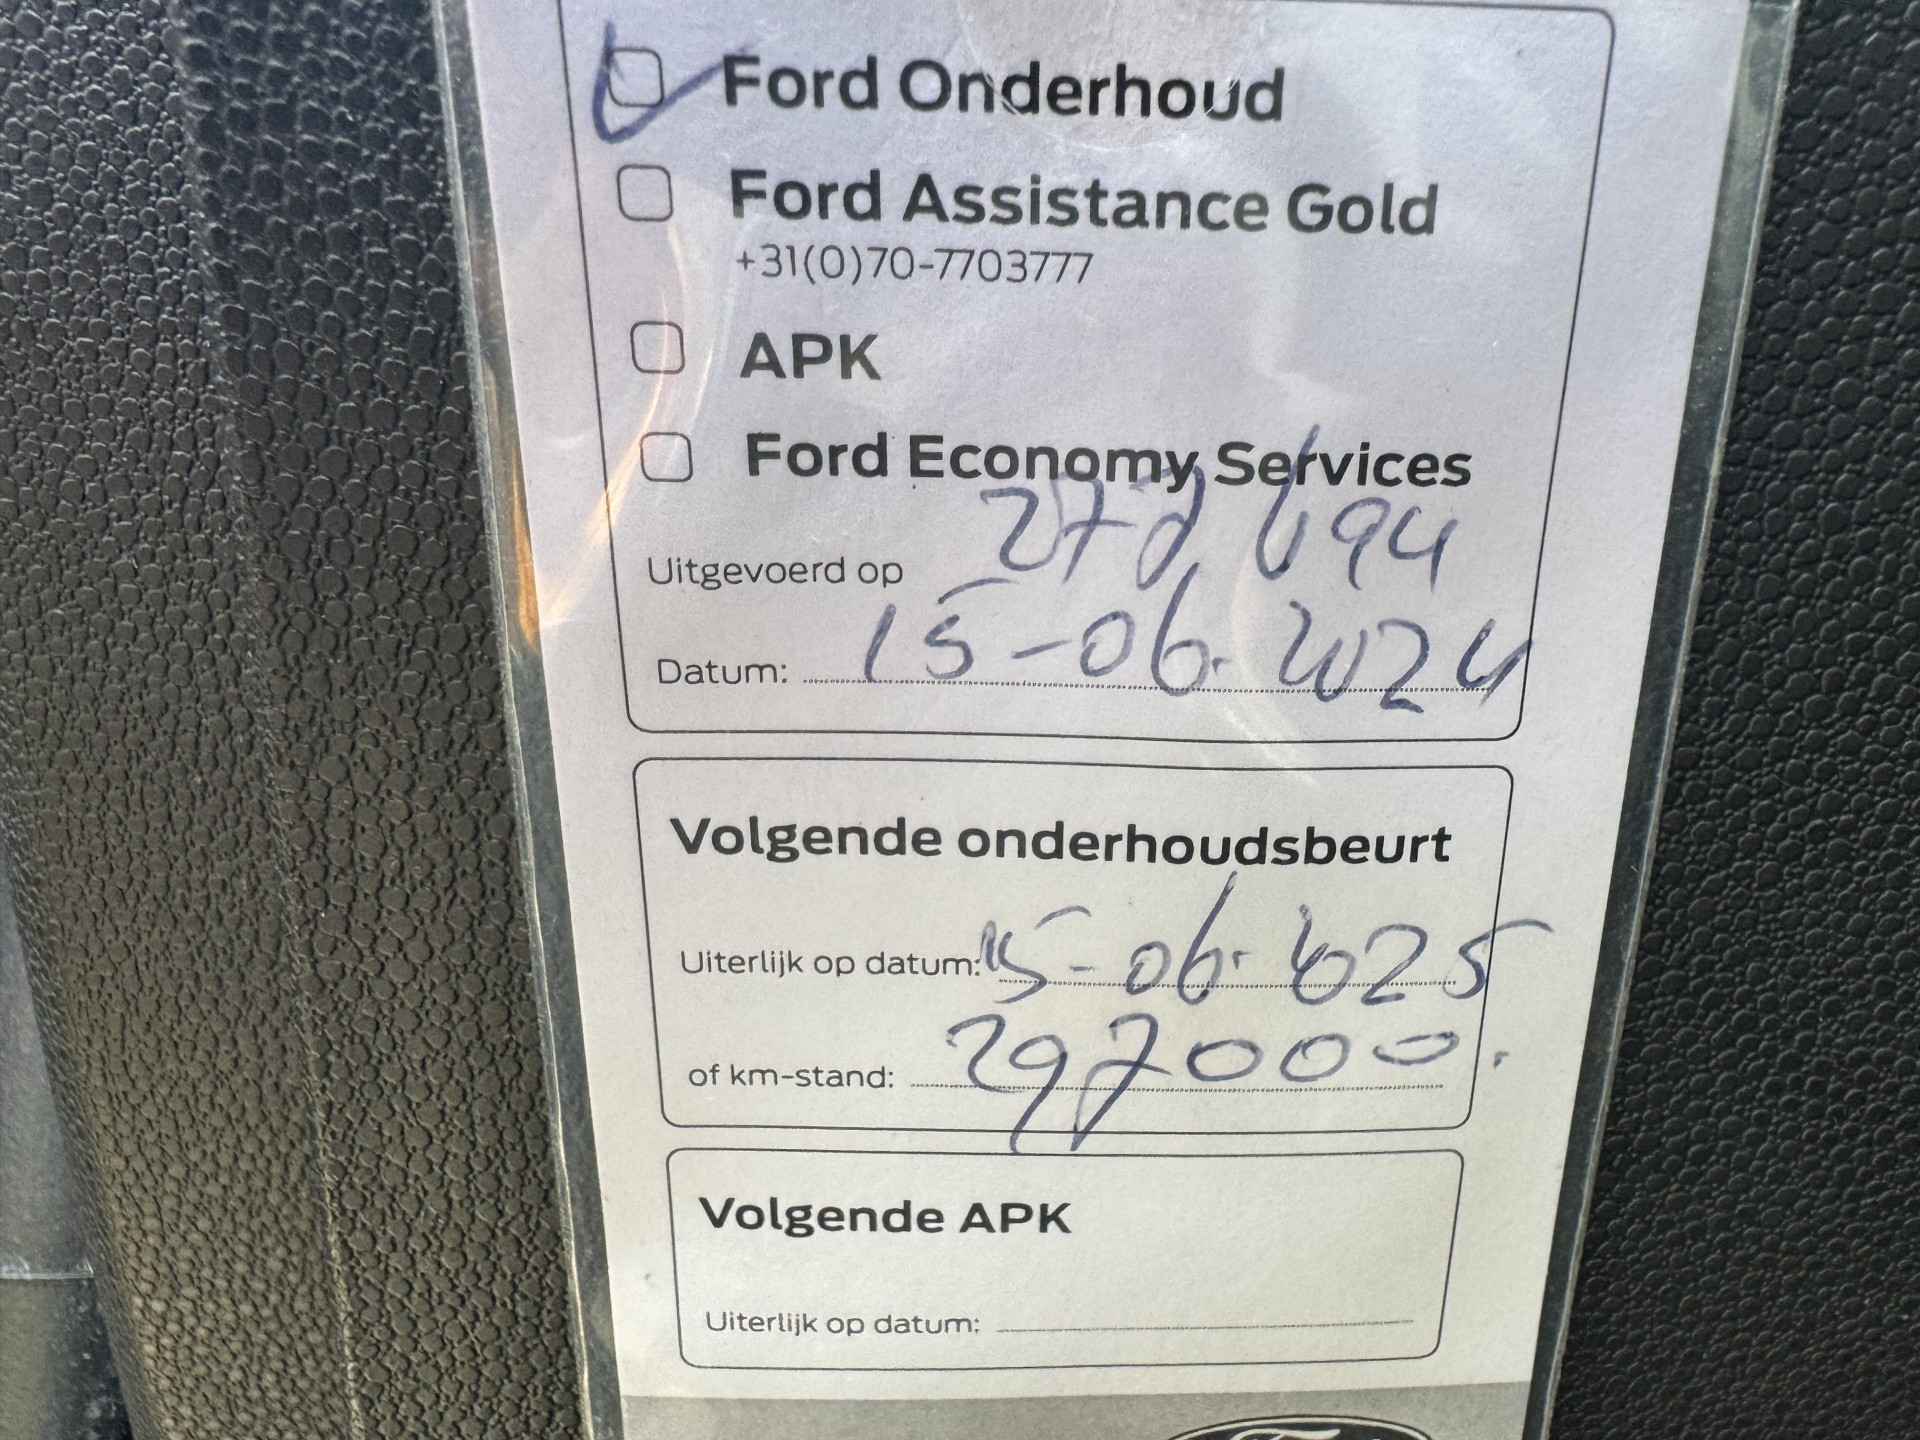 Ford Onderhoud
Ford Assistance Gold
+31(0)70-7703777
APK
Ford Economy Services
Uitgevoerd op
Datum: 15-06-2024
Volgende onderhoudsbeurt
Uiterlijk op datum: 15-06-2025
of km-stand: 297000.
Volgende APK
Uiterlijk op datum: